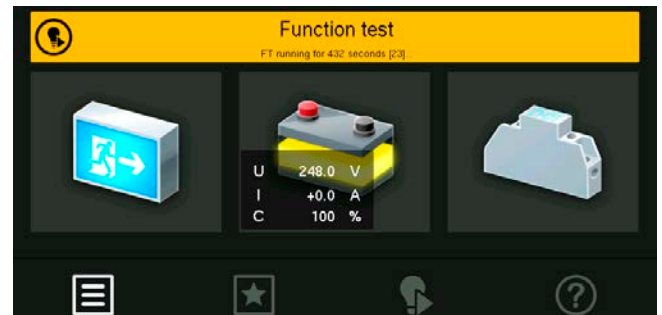 Function test
FT running for 432 seconds [23]...
U 248.0 V
I +0.0 A
C 100 %
?